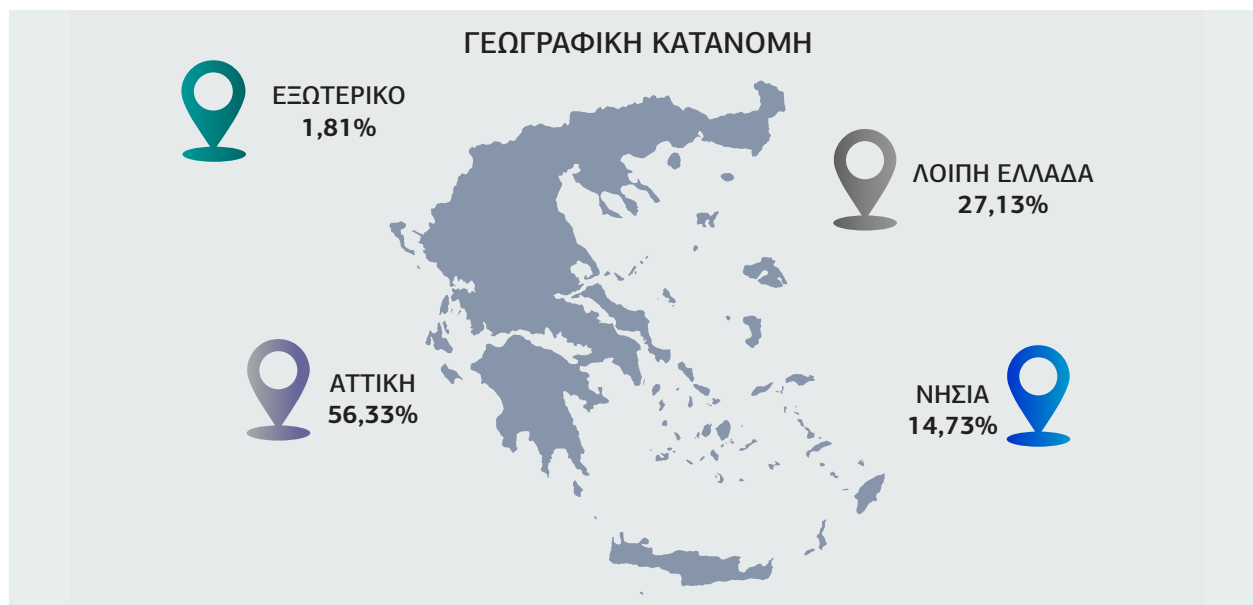 ΓΕΩΓΡΑΦΙΚΗ ΚΑΤΑΝΟΜΗ
ΕΞΩΤΕΡΙΚΟ
1,81%
ΛΟΙΠΗ ΕΛΛΑΔΑ
27,13%
ΑΤΤΙΚΗ
56,33%
ΝΗΣΙΑ
14,73%